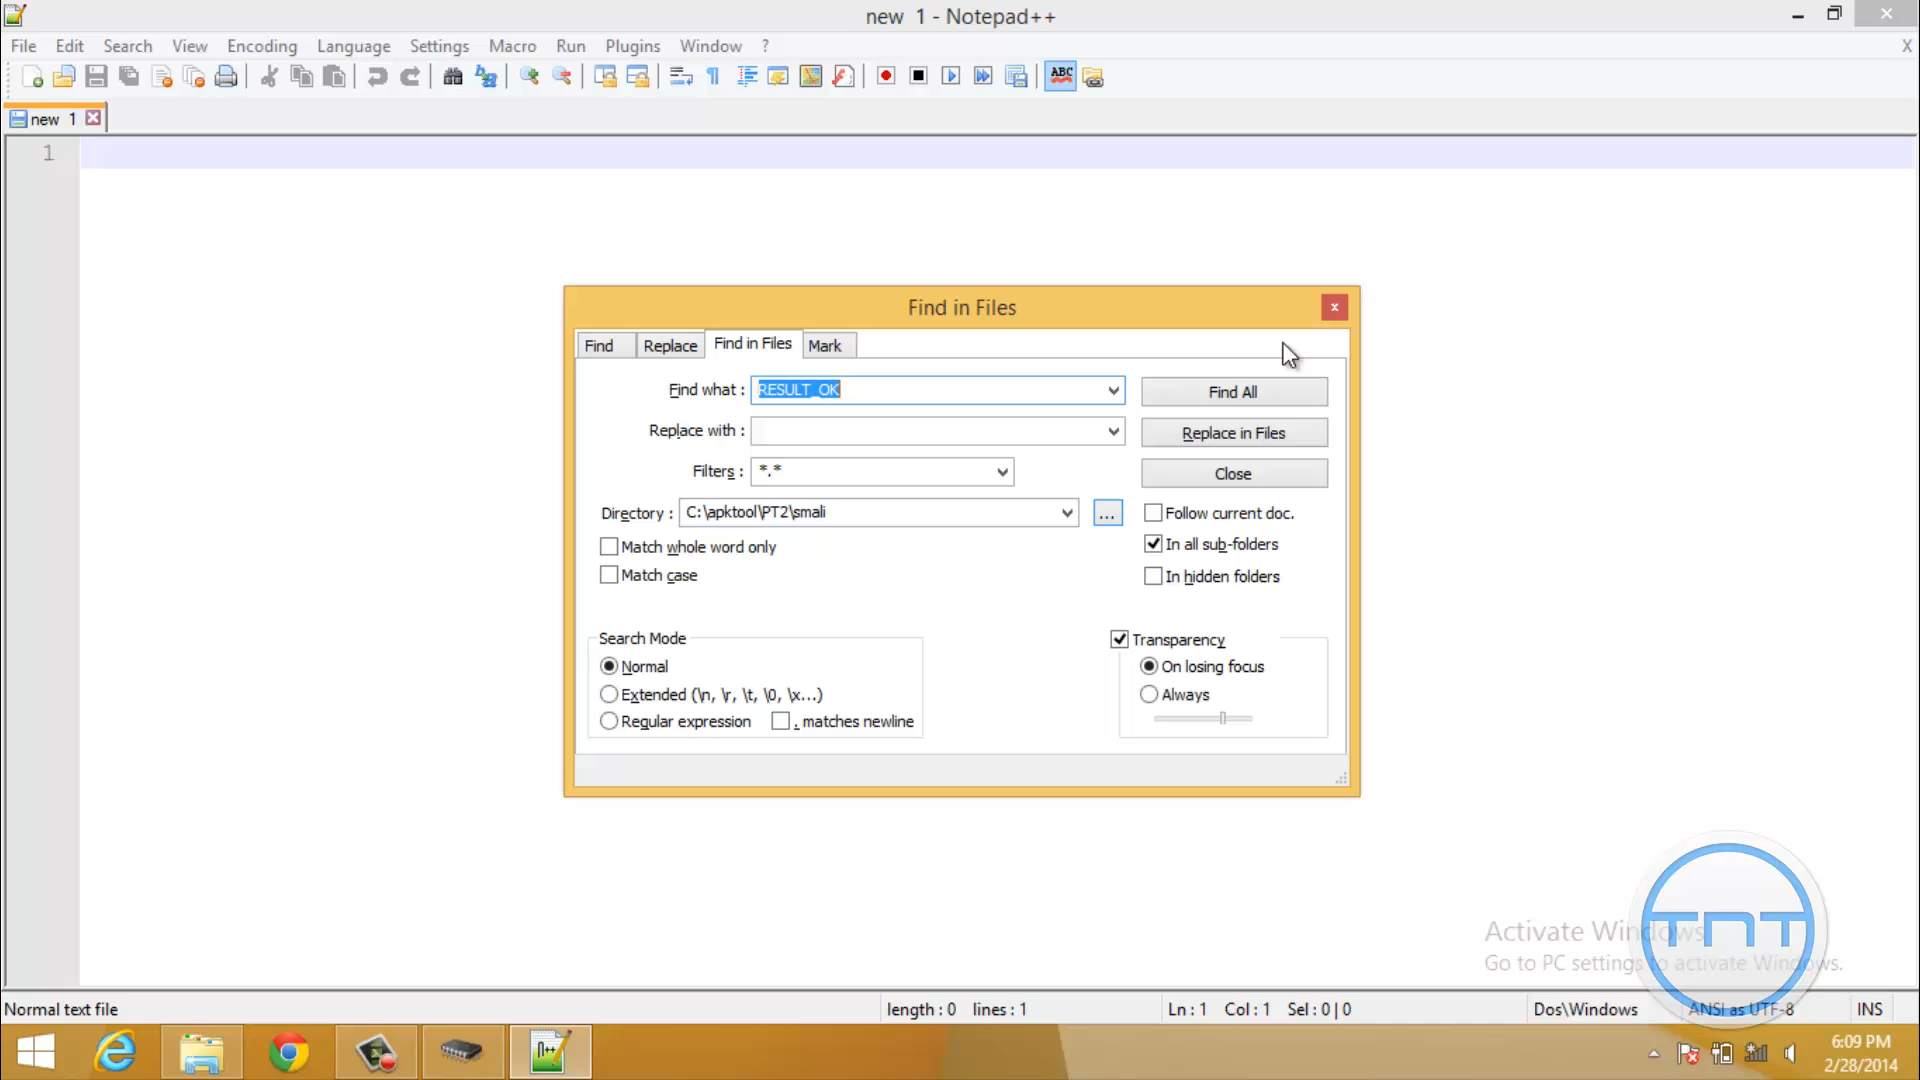 new 1 - Notepad++
File Edit Search View Encoding Language Settings Macro Run Plugins Window ? X
ABC
new 1
1
Find in Files
x
Find Replace Find in Files Mark
Find what : RESULT_OK Find All
Replace with : Replace in Files
Filters : *.* Close
Directory : C:\apktool\PT2\smali ... Follow current doc.
Match whole word only In all sub-folders
Match case In hidden folders
Search Mode Transparency
Normal On losing focus
Extended (\n, \r, \t, \0, \x...) Always
Regular expression . matches newline
TNT
Activate Windows
Go to PC settings to activate Windows.
Normal text file length : 0 lines : 1 Ln : 1 Col : 1 Sel : 0 | 0 Dos\Windows ANSI as UTF-8 INS
6:09 PM
2/28/2014